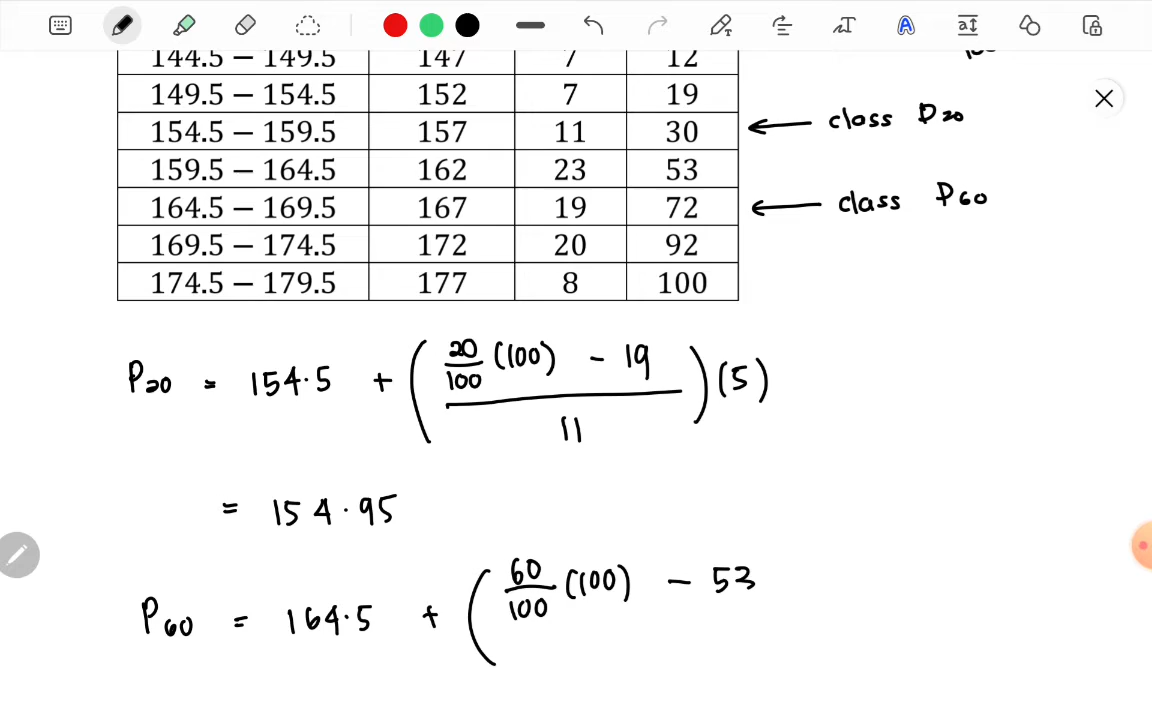 144.5 – 149.5 147 7 12
149.5 – 154.5 152 7 19
154.5 – 159.5 157 11 30 ← class P20
159.5 – 164.5 162 23 53
164.5 – 169.5 167 19 72 ← class P60
169.5 – 174.5 172 20 92
174.5 – 179.5 177 8 100
P20 = 154.5 + ( 20/100 (100) – 19 / 11 ) (5)
= 154.95
P60 = 164.5 + ( 60/100 (100) – 53